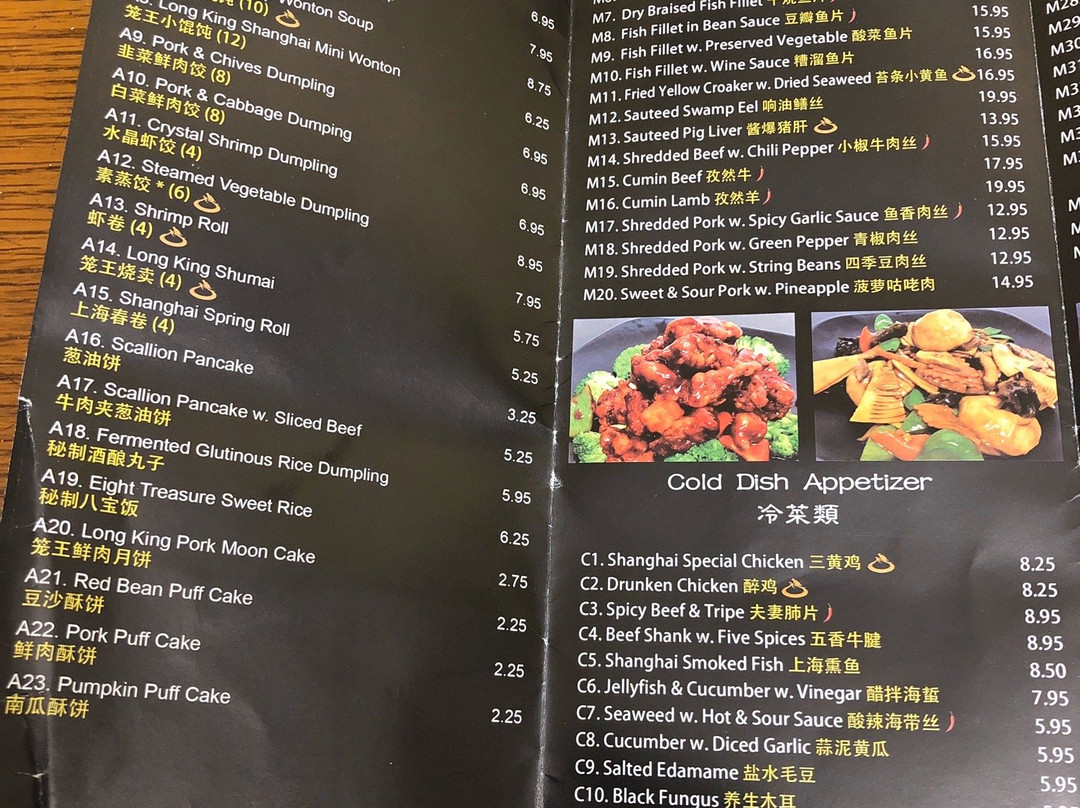 (10)
Wonton Soup 6.95
7.95
8.75
Long King Shanghai Mini Wonton 6.25
笼王小馄饨 (12)
A9. Pork & Chives Dumpling 6.95
韭菜鲜肉饺 (8)
A10. Pork & Cabbage Dumping 6.95
白菜鲜肉饺 (8)
A11. Crystal Shrimp Dumpling 6.95
水晶虾饺 (4)
A12. Steamed Vegetable Dumpling 8.95
素蒸饺 * (6)
A13. Shrimp Roll 7.95
虾卷 (4)
A14. Long King Shumai 5.75
笼王烧卖 (4)
A15. Shanghai Spring Roll 5.25
上海春卷 (4)
A16. Scallion Pancake 3.25
葱油饼
A17. Scallion Pancake w. Sliced Beef 5.25
牛肉夹葱油饼
A18. Fermented Glutinous Rice Dumpling 5.95
秘制酒酿丸子
A19. Eight Treasure Sweet Rice 6.25
秘制八宝饭
A20. Long King Pork Moon Cake 2.75
笼王鲜肉月饼
A21. Red Bean Puff Cake 2.25
豆沙酥饼
A22. Pork Puff Cake 2.25
鲜肉酥饼
A23. Pumpkin Puff Cake 2.25
南瓜酥饼
M7. Dry Braised Fish Fillet
M8. Fish Fillet in Bean Sauce 豆瓣鱼片 15.95
M9. Fish Fillet w. Preserved Vegetable 酸菜鱼片 15.95
M10. Fish Fillet w. Wine Sauce 糟溜鱼片 16.95
M11. Fried Yellow Croaker w. Dried Seaweed 苔条小黄鱼 16.95
M12. Sauteed Swamp Eel 响油鳝丝 19.95
M13. Sauteed Pig Liver 酱爆猪肝 13.95
M14. Shredded Beef w. Chili Pepper 小椒牛肉丝 15.95
M15. Cumin Beef 孜然牛 17.95
M16. Cumin Lamb 孜然羊 19.95
M17. Shredded Pork w. Spicy Garlic Sauce 鱼香肉丝 12.95
M18. Shredded Pork w. Green Pepper 青椒肉丝 12.95
M19. Shredded Pork w. String Beans 四季豆肉丝 12.95
M20. Sweet & Sour Pork w. Pineapple 菠萝咕咾肉 14.95
Cold Dish Appetizer
冷菜類
C1. Shanghai Special Chicken 三黄鸡 8.25
C2. Drunken Chicken 醉鸡 8.25
C3. Spicy Beef & Tripe 夫妻肺片 8.95
C4. Beef Shank w. Five Spices 五香牛腱 8.95
C5. Shanghai Smoked Fish 上海熏鱼 8.50
C6. Jellyfish & Cucumber w. Vinegar 醋拌海蜇 7.95
C7. Seaweed w. Hot & Sour Sauce 酸辣海带丝 5.95
C8. Cucumber w. Diced Garlic 蒜泥黄瓜 5.95
C9. Salted Edamame 盐水毛豆 5.95
C10. Black Fungus 养生木耳